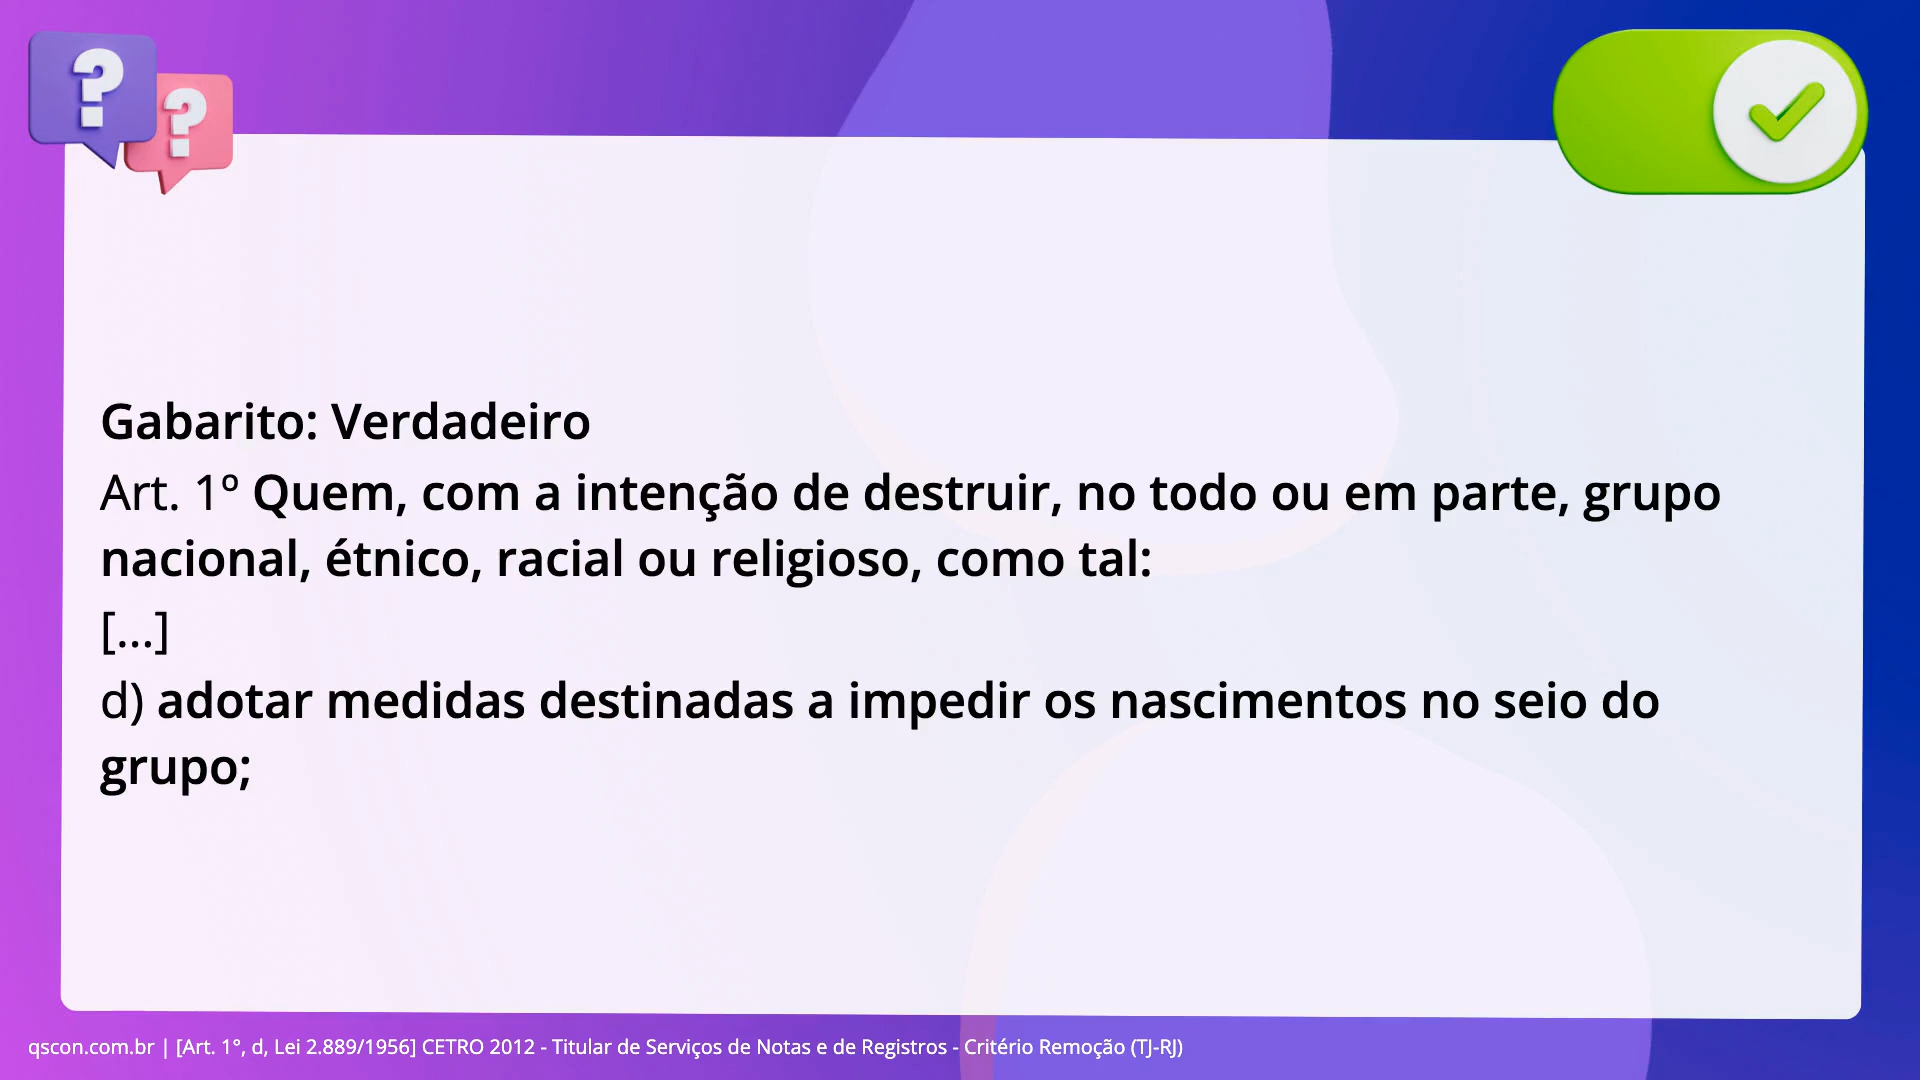 Gabarito: Verdadeiro
Art. 1º Quem, com a intenção de destruir, no todo ou em parte, grupo
nacional, étnico, racial ou religioso, como tal:
[...]
d) adotar medidas destinadas a impedir os nascimentos no seio do
grupo;
qscon.com.br | [Art. 1°, d, Lei 2.889/1956] CETRO 2012 - Titular de Serviços de Notas e de Registros - Critério Remoção (TJ-RJ)